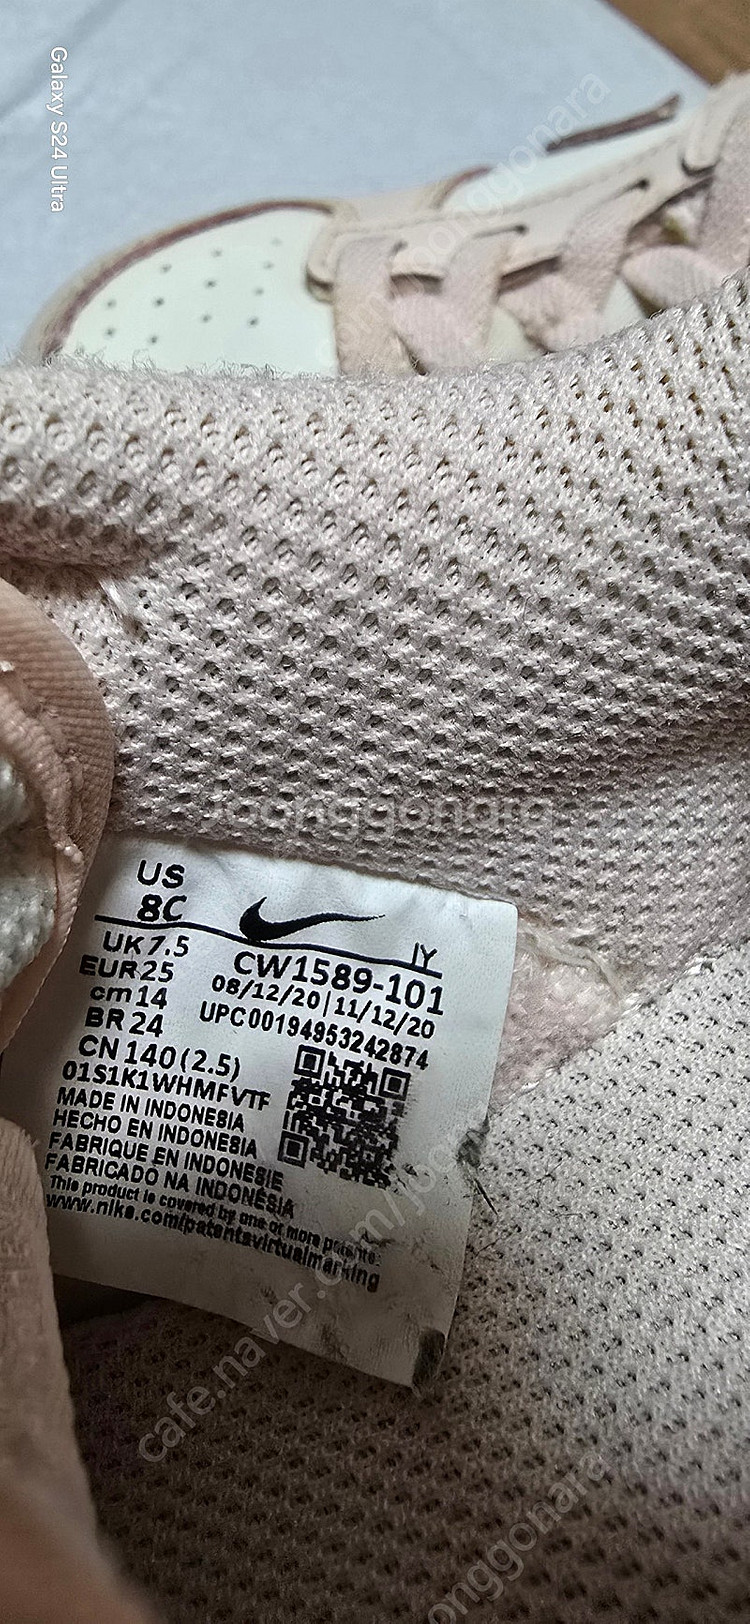 Galaxy S24 Ultra
joonggonara
Joonggonara
US
8C
UK 7.5
EUR 25
cm 14
BR 24
CN 140 (2.5)
IY
CW1589-101
08/12/20 | 11/12/20
UPC 00194953242874
01S1K1WHMFVTF
MADE IN INDONESIA
HECHO EN INDONESIA
FABRIQUE EN INDONESIE
FABRICADO NA INDONÉSIA
This product is covered by one or more patents.
www.nike.com/patentsvirtualmarking
cafe.naver.com/joonggonara